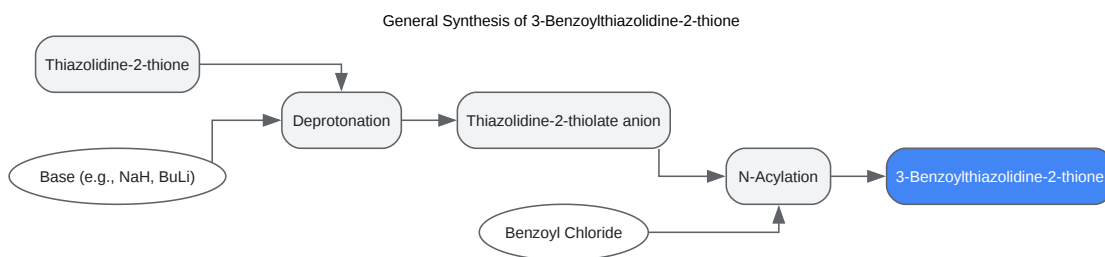 General Synthesis of 3-Benzoylthiazolidine-2-thione
Thiazolidine-2-thione
Base (e.g., NaH, BuLi)
Deprotonation
Thiazolidine-2-thiolate anion
Benzoyl Chloride
N-Acylation
3-Benzoylthiazolidine-2-thione